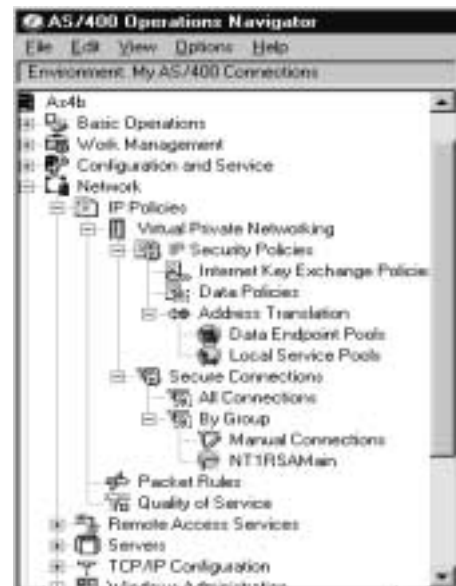 AS/400 Operations Navigator
File Edit View Options Help
Environment: My AS/400 Connections
As4b
Basic Operations
Work Management
Configuration and Service
Network
IP Policies
Virtual Private Networking
IP Security Policies
Internet Key Exchange Policie
Data Policies
Address Translation
Data Endpoint Pools
Local Service Pools
Secure Connections
All Connections
By Group
Manual Connections
NT1RSAMain
Packet Rules
Quality of Service
Remote Access Services
Servers
TCP/IP Configuration
Windows Administration